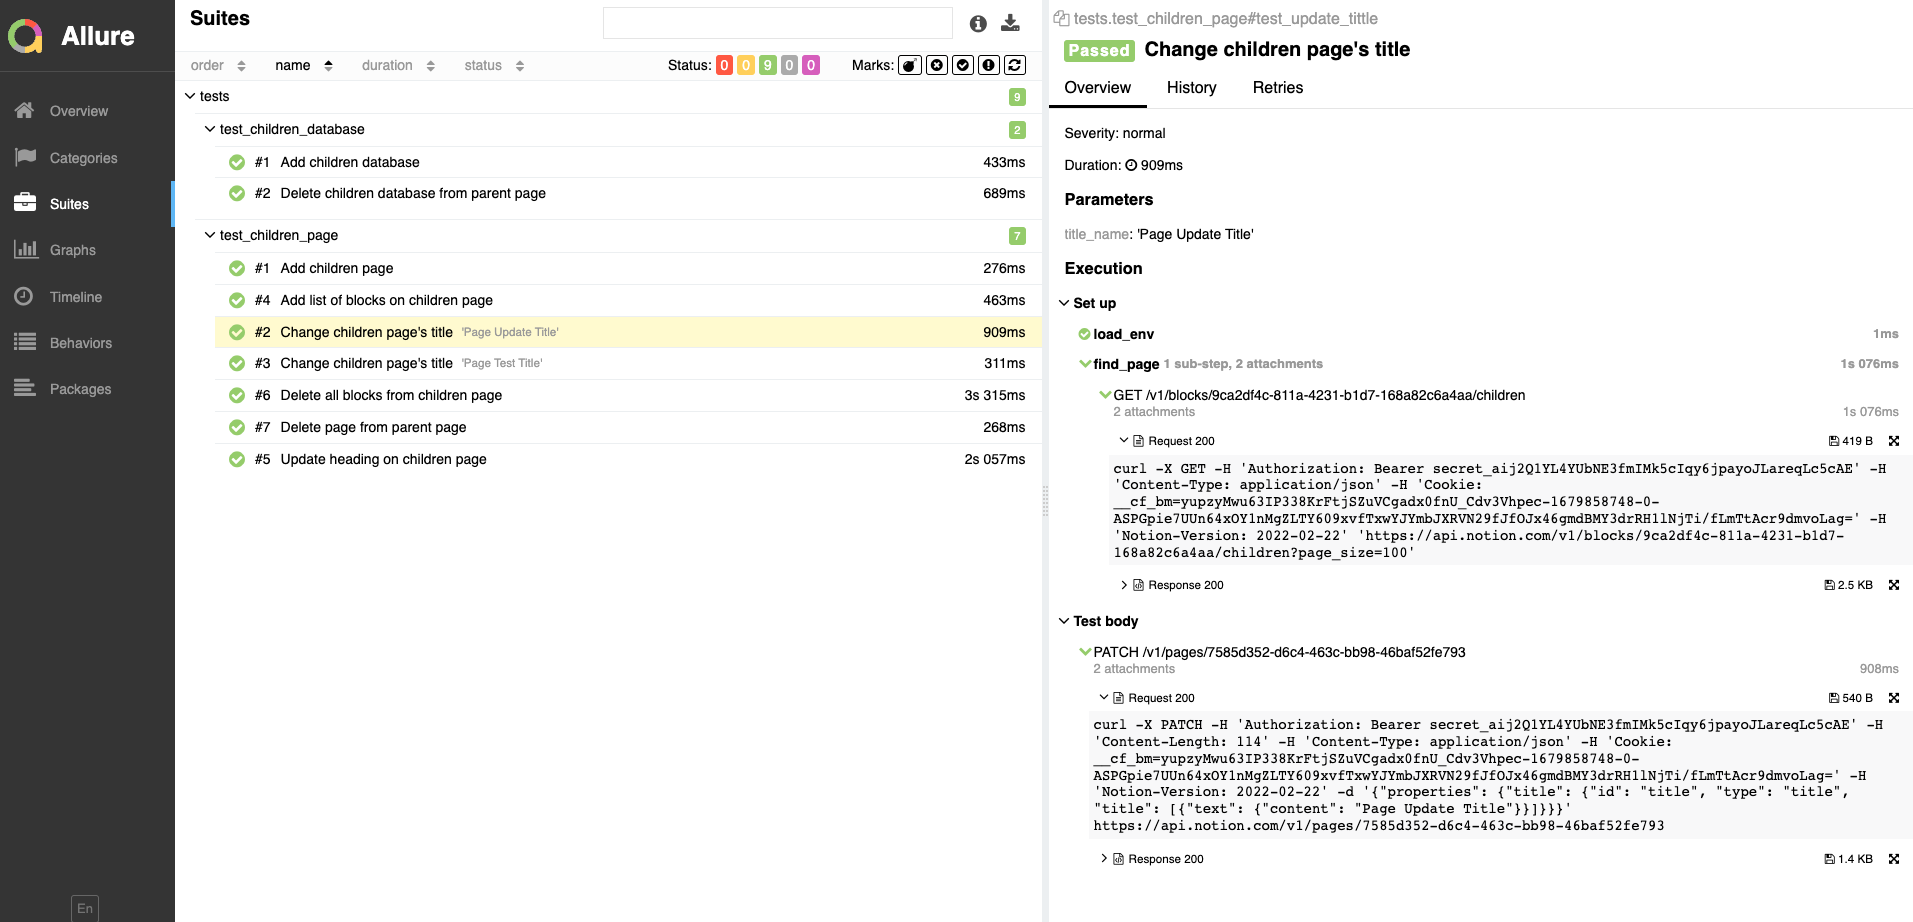 Allure
Overview
Categories
Suites
Graphs
Timeline
Behaviors
Packages
En
Suites
order name duration status Status: 0 0 9 0 0 Marks:
tests 9
test_children_database 2
#1 Add children database 433ms
#2 Delete children database from parent page 689ms
test_children_page 7
#1 Add children page 276ms
#4 Add list of blocks on children page 463ms
#2 Change children page's title 'Page Update Title' 909ms
#3 Change children page's title 'Page Test Title' 311ms
#6 Delete all blocks from children page 3s 315ms
#7 Delete page from parent page 268ms
#5 Update heading on children page 2s 057ms
tests.test_children_page#test_update_tittle
Passed Change children page's title
Overview History Retries
Severity: normal
Duration: 909ms
Parameters
title_name: 'Page Update Title'
Execution
Set up
load_env 1ms
find_page 1 sub-step, 2 attachments 1s 076ms
GET /v1/blocks/9ca2df4c-811a-4231-b1d7-168a82c6a4aa/children
2 attachments 1s 076ms
Request 200 419 B
curl -X GET -H 'Authorization: Bearer secret_aij2Q1YL4YUbNE3fmIMk5cIqy6jpayoJLareqLc5cAE' -H
'Content-Type: application/json' -H 'Cookie:
__cf_bm=yupzyMwu63IP338KrFtjSZuVCgadx0fnU_Cdv3Vhpec-1679858748-0-
ASPGpie7UUn64xOY1nMgZLTY609xvfTxwYJYmbJXRVN29fJfOJx46gmdBMY3drRH1lNjTi/fLmTtAcr9dmvoLag=' -H
'Notion-Version: 2022-02-22' 'https://api.notion.com/v1/blocks/9ca2df4c-811a-4231-b1d7-
168a82c6a4aa/children?page_size=100'
Response 200 2.5 KB
Test body
PATCH /v1/pages/7585d352-d6c4-463c-bb98-46baf52fe793
2 attachments 908ms
Request 200 540 B
curl -X PATCH -H 'Authorization: Bearer secret_aij2Q1YL4YUbNE3fmIMk5cIqy6jpayoJLareqLc5cAE' -H
'Content-Length: 114' -H 'Content-Type: application/json' -H 'Cookie:
__cf_bm=yupzyMwu63IP338KrFtjSZuVCgadx0fnU_Cdv3Vhpec-1679858748-0-
ASPGpie7UUn64xOY1nMgZLTY609xvfTxwYJYmbJXRVN29fJfOJx46gmdBMY3drRH1lNjTi/fLmTtAcr9dmvoLag=' -H
'Notion-Version: 2022-02-22' -d '{"properties": {"title": {"id": "title", "type": "title",
"title": [{"text": {"content": "Page Update Title"}}]}}}'
https://api.notion.com/v1/pages/7585d352-d6c4-463c-bb98-46baf52fe793
Response 200 1.4 KB